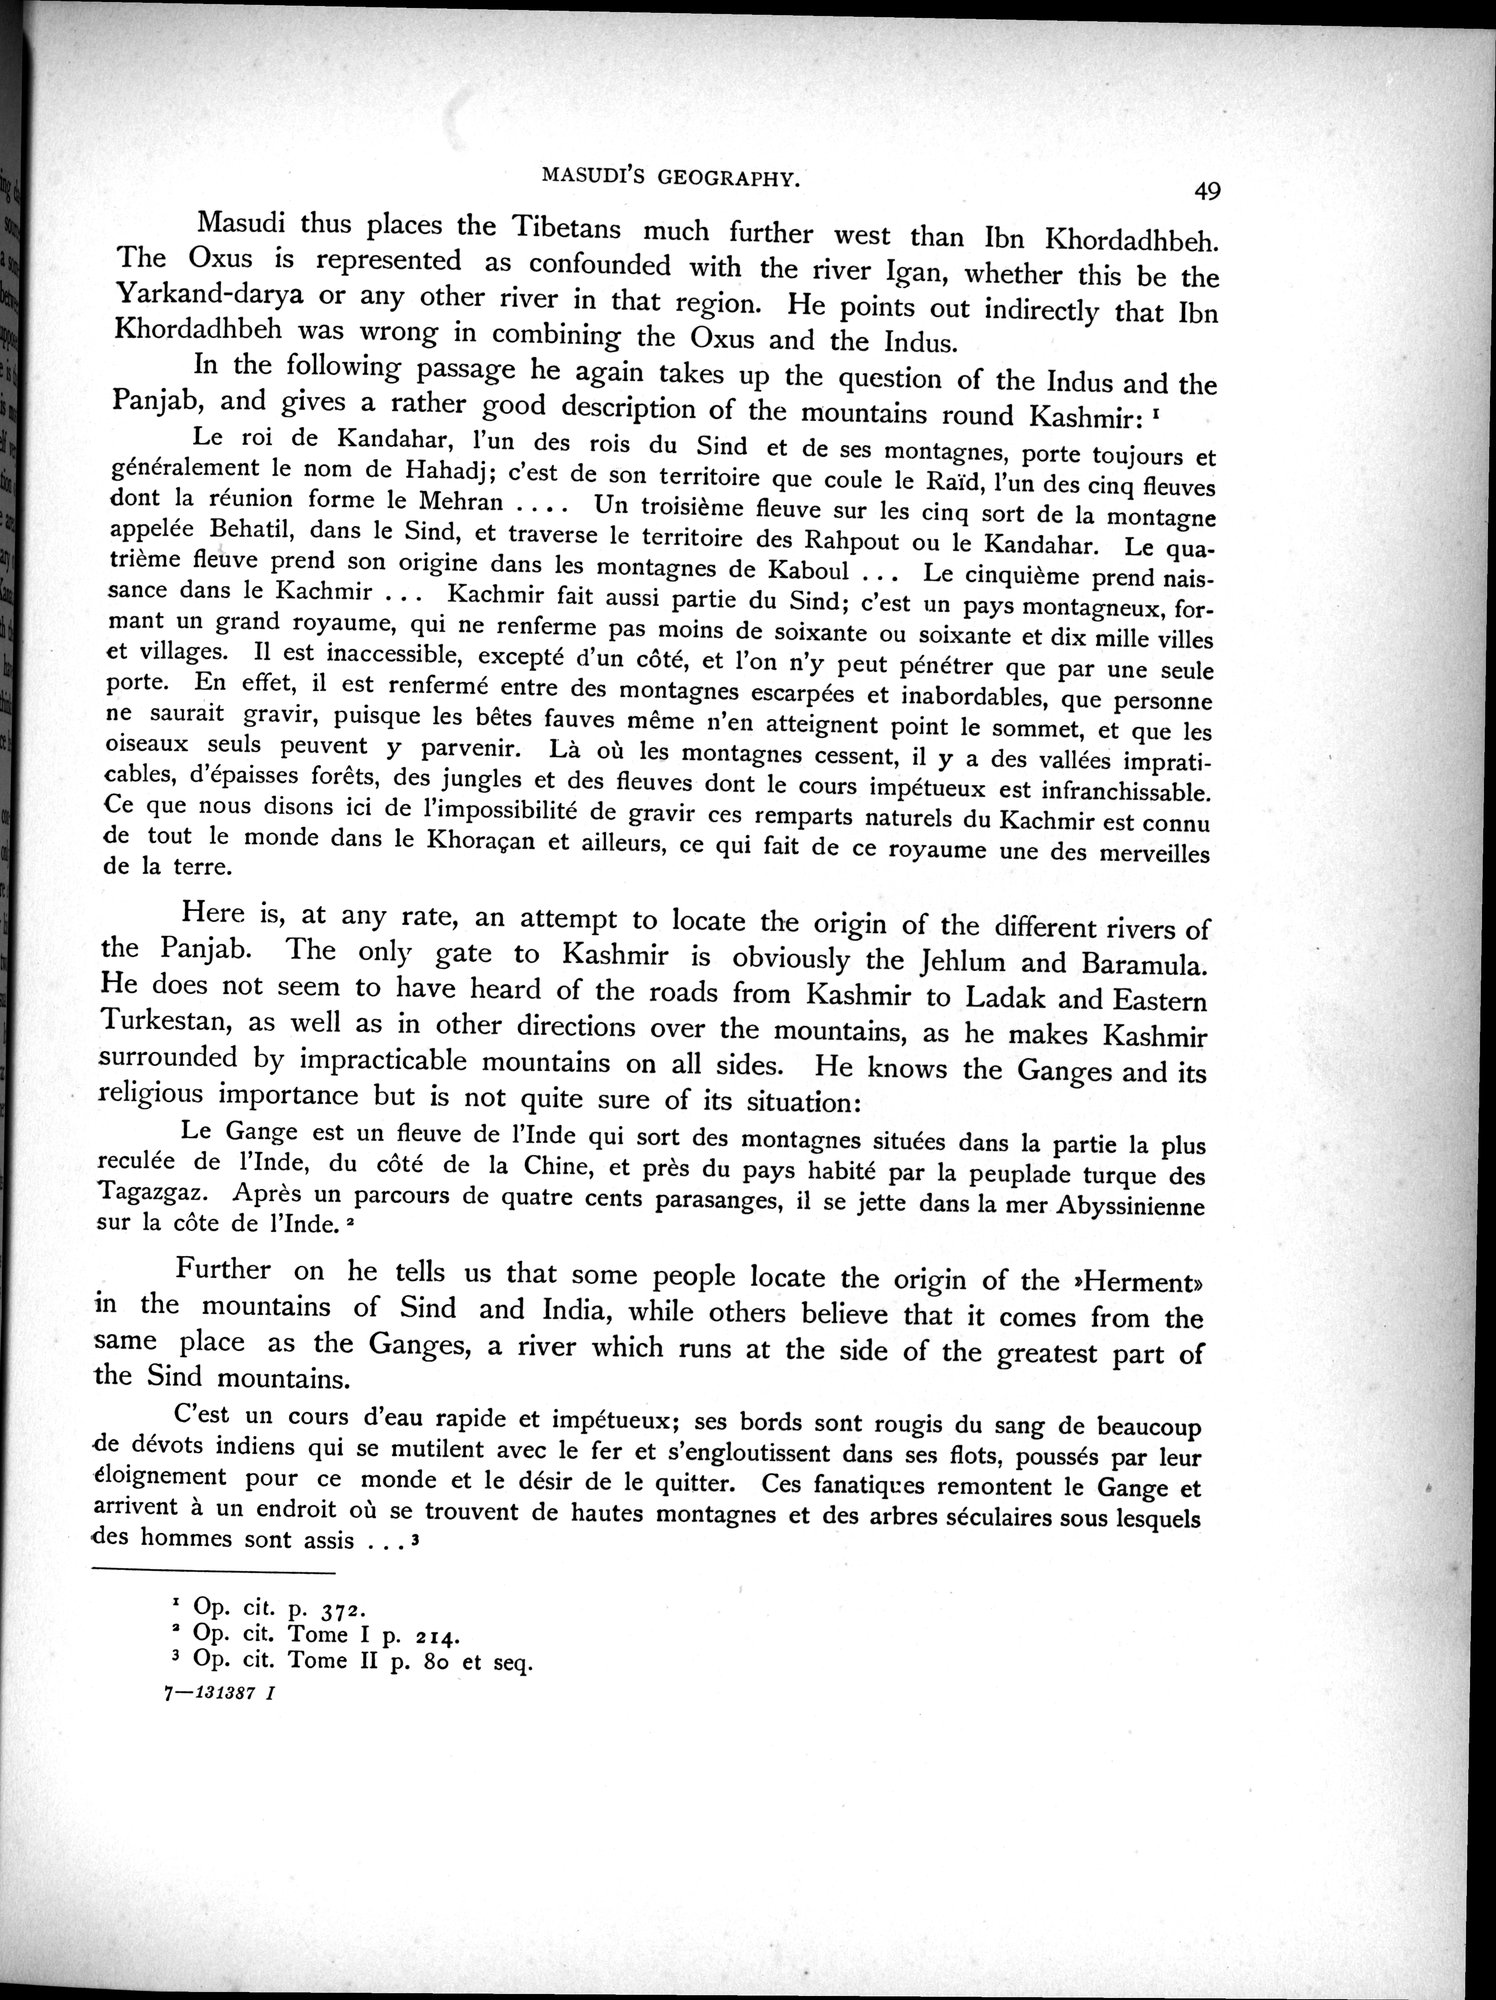 MASUDI'S GEOGRAPHY.
49
Masudi thus places the Tibetans much further west than Ibn Khordadhbeh.
The Oxus is represented as confounded with the river Igan, whether this be the
Yarkand-darya or any other river in that region. He points out indirectly that Ibn
Khordadhbeh was wrong in combining the Oxus and the Indus.
In the following passage he again takes up the question of the Indus and the
Panjab, and gives a rather good description of the mountains round Kashmir: ¹
Le roi de Kandahar, l'un des rois du Sind et de ses montagnes, porte toujours et
généralement le nom de Hahadj; c'est de son territoire que coule le Raïd, l'un des cinq fleuves
dont la réunion forme le Mehran .... Un troisième fleuve sur les cinq sort de la montagne
appelée Behatil, dans le Sind, et traverse le territoire des Rahpout ou le Kandahar. Le qua-
trième fleuve prend son origine dans les montagnes de Kaboul ... Le cinquième prend nais-
sance dans le Kachmir ... Kachmir fait aussi partie du Sind; c'est un pays montagneux, for-
mant un grand royaume, qui ne renferme pas moins de soixante ou soixante et dix mille villes
et villages. Il est inaccessible, excepté d'un côté, et l'on n'y peut pénétrer que par une seule
porte. En effet, il est renfermé entre des montagnes escarpées et inabordables, que personne
ne saurait gravir, puisque les bêtes fauves même n'en atteignent point le sommet, et que les
oiseaux seuls peuvent y parvenir. Là où les montagnes cessent, il y a des vallées imprati-
cables, d'épaisses forêts, des jungles et des fleuves dont le cours impétueux est infranchissable.
Ce que nous disons ici de l'impossibilité de gravir ces remparts naturels du Kachmir est connu
de tout le monde dans le Khoraçan et ailleurs, ce qui fait de ce royaume une des merveilles
de la terre.
Here is, at any rate, an attempt to locate the origin of the different rivers of
the Panjab. The only gate to Kashmir is obviously the Jehlum and Baramula.
He does not seem to have heard of the roads from Kashmir to Ladak and Eastern
Turkestan, as well as in other directions over the mountains, as he makes Kashmir
surrounded by impracticable mountains on all sides. He knows the Ganges and its
religious importance but is not quite sure of its situation:
Le Gange est un fleuve de l'Inde qui sort des montagnes situées dans la partie la plus
reculée de l'Inde, du côté de la Chine, et près du pays habité par la peuplade turque des
Tagazgaz. Après un parcours de quatre cents parasanges, il se jette dans la mer Abyssinienne
sur la côte de l'Inde. ²
Further on he tells us that some people locate the origin of the »Herment»
in the mountains of Sind and India, while others believe that it comes from the
same place as the Ganges, a river which runs at the side of the greatest part of
the Sind mountains.
C'est un cours d'eau rapide et impétueux; ses bords sont rougis du sang de beaucoup
de dévots indiens qui se mutilent avec le fer et s'engloutissent dans ses flots, poussés par leur
éloignement pour ce monde et le désir de le quitter. Ces fanatiques remontent le Gange et
arrivent à un endroit où se trouvent de hautes montagnes et des arbres séculaires sous lesquels
des hommes sont assis ... ³
¹ Op. cit. p. 372.
² Op. cit. Tome I p. 214.
³ Op. cit. Tome II p. 80 et seq.
7—131387 I